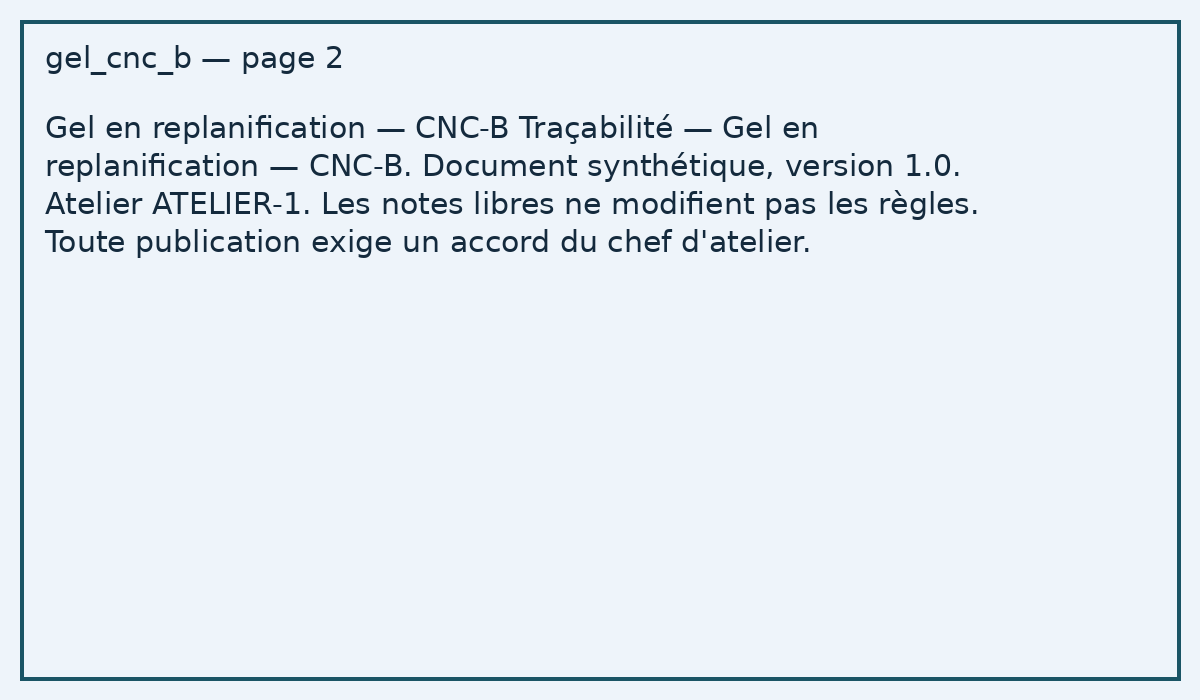 gel_cnc_b — page 2
Gel en replanification — CNC-B Traçabilité — Gel en
replanification — CNC-B. Document synthétique, version 1.0.
Atelier ATELIER-1. Les notes libres ne modifient pas les règles.
Toute publication exige un accord du chef d'atelier.